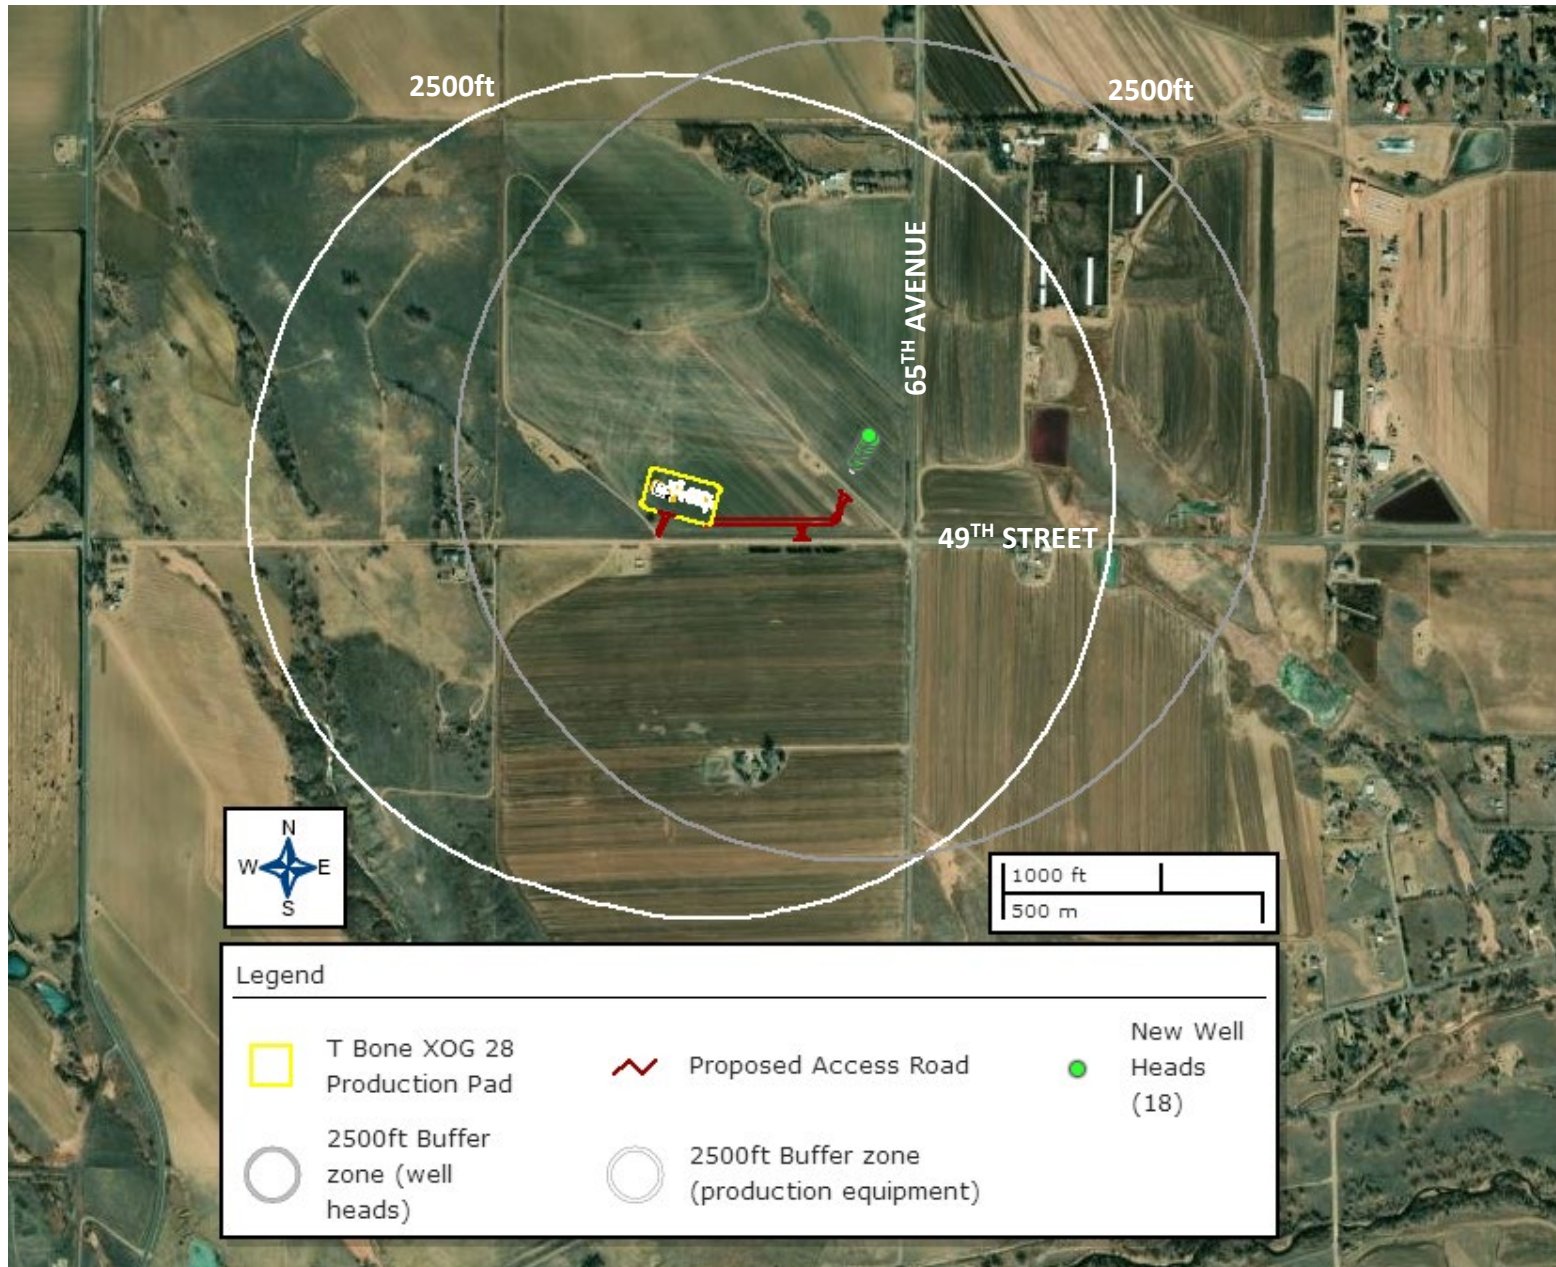 2500ft
2500ft
65TH AVENUE
49TH STREET
N
W E
S
1000 ft
500 m
Legend
T Bone XOG 28
Production Pad
Proposed Access Road
New Well
Heads
(18)
2500ft Buffer
zone (well
heads)
2500ft Buffer zone
(production equipment)